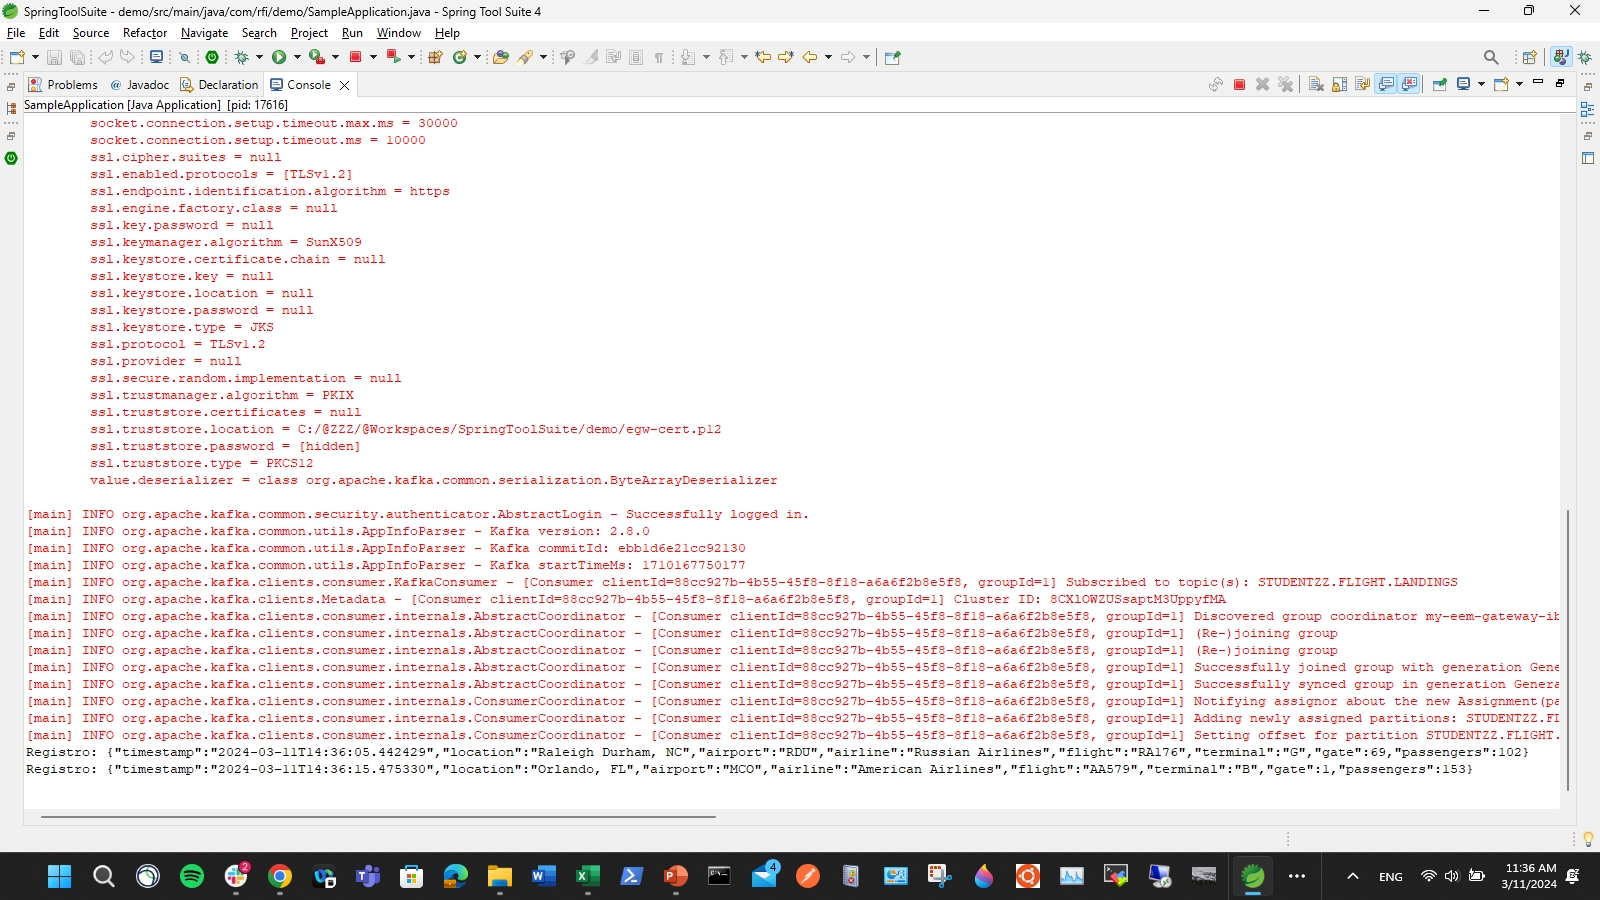 SpringToolSuite - demo/src/main/java/com/rfi/demo/SampleApplication.java - Spring Tool Suite 4
File Edit Source Refactor Navigate Search Project Run Window Help
Problems @ Javadoc Declaration Console
SampleApplication [Java Application] [pid: 17616]
socket.connection.setup.timeout.max.ms = 30000
socket.connection.setup.timeout.ms = 10000
ssl.cipher.suites = null
ssl.enabled.protocols = [TLSv1.2]
ssl.endpoint.identification.algorithm = https
ssl.engine.factory.class = null
ssl.key.password = null
ssl.keymanager.algorithm = SunX509
ssl.keystore.certificate.chain = null
ssl.keystore.key = null
ssl.keystore.location = null
ssl.keystore.password = null
ssl.keystore.type = JKS
ssl.protocol = TLSv1.2
ssl.provider = null
ssl.secure.random.implementation = null
ssl.trustmanager.algorithm = PKIX
ssl.truststore.certificates = null
ssl.truststore.location = C:/@ZZZ/@Workspaces/SpringToolSuite/demo/egw-cert.p12
ssl.truststore.password = [hidden]
ssl.truststore.type = PKCS12
value.deserializer = class org.apache.kafka.common.serialization.ByteArrayDeserializer
[main] INFO org.apache.kafka.common.security.authenticator.AbstractLogin - Successfully logged in.
[main] INFO org.apache.kafka.common.utils.AppInfoParser - Kafka version: 2.8.0
[main] INFO org.apache.kafka.common.utils.AppInfoParser - Kafka commitId: ebb1d6e21cc92130
[main] INFO org.apache.kafka.common.utils.AppInfoParser - Kafka startTimeMs: 1710167750177
[main] INFO org.apache.kafka.clients.consumer.KafkaConsumer - [Consumer clientId=88cc927b-4b55-45f8-8f18-a6a6f2b8e5f8, groupId=1] Subscribed to topic(s): STUDENTZZ.FLIGHT.LANDINGS
[main] INFO org.apache.kafka.clients.Metadata - [Consumer clientId=88cc927b-4b55-45f8-8f18-a6a6f2b8e5f8, groupId=1] Cluster ID: 8CXlOWZUSsaptM3UppyfMA
[main] INFO org.apache.kafka.clients.consumer.internals.AbstractCoordinator - [Consumer clientId=88cc927b-4b55-45f8-8f18-a6a6f2b8e5f8, groupId=1] Discovered group coordinator my-eem-gateway-ib
[main] INFO org.apache.kafka.clients.consumer.internals.AbstractCoordinator - [Consumer clientId=88cc927b-4b55-45f8-8f18-a6a6f2b8e5f8, groupId=1] (Re-)joining group
[main] INFO org.apache.kafka.clients.consumer.internals.AbstractCoordinator - [Consumer clientId=88cc927b-4b55-45f8-8f18-a6a6f2b8e5f8, groupId=1] (Re-)joining group
[main] INFO org.apache.kafka.clients.consumer.internals.AbstractCoordinator - [Consumer clientId=88cc927b-4b55-45f8-8f18-a6a6f2b8e5f8, groupId=1] Successfully joined group with generation Gene
[main] INFO org.apache.kafka.clients.consumer.internals.AbstractCoordinator - [Consumer clientId=88cc927b-4b55-45f8-8f18-a6a6f2b8e5f8, groupId=1] Successfully synced group in generation Genera
[main] INFO org.apache.kafka.clients.consumer.internals.ConsumerCoordinator - [Consumer clientId=88cc927b-4b55-45f8-8f18-a6a6f2b8e5f8, groupId=1] Notifying assignor about the new Assignment(pa
[main] INFO org.apache.kafka.clients.consumer.internals.ConsumerCoordinator - [Consumer clientId=88cc927b-4b55-45f8-8f18-a6a6f2b8e5f8, groupId=1] Adding newly assigned partitions: STUDENTZZ.FI
[main] INFO org.apache.kafka.clients.consumer.internals.ConsumerCoordinator - [Consumer clientId=88cc927b-4b55-45f8-8f18-a6a6f2b8e5f8, groupId=1] Setting offset for partition STUDENTZZ.FLIGHT.
Registro: {"timestamp":"2024-03-11T14:36:05.442429","location":"Raleigh Durham, NC","airport":"RDU","airline":"Russian Airlines","flight":"RA176","terminal":"G","gate":69,"passengers":102}
Registro: {"timestamp":"2024-03-11T14:36:15.475330","location":"Orlando, FL","airport":"MCO","airline":"American Airlines","flight":"AA579","terminal":"B","gate":1,"passengers":153}
2
4
ENG
11:36 AM
3/11/2024